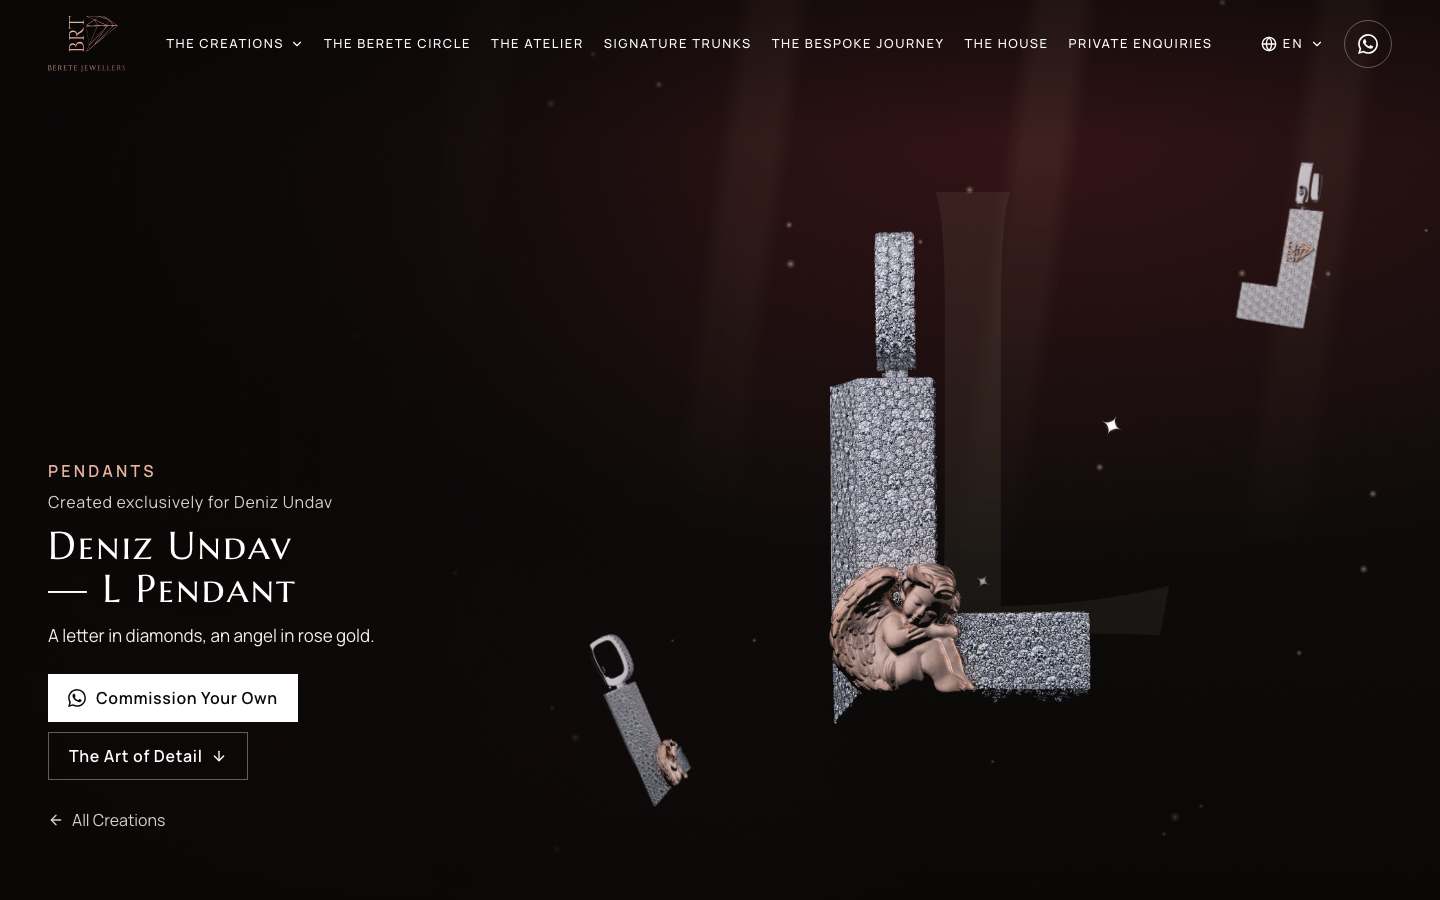 BRT
BERETE JEWELLERS
THE CREATIONS
THE BERETE CIRCLE
THE ATELIER
SIGNATURE TRUNKS
THE BESPOKE JOURNEY
THE HOUSE
PRIVATE ENQUIRIES
EN
PENDANTS
Created exclusively for Deniz Undav
Deniz Undav
— L Pendant
A letter in diamonds, an angel in rose gold.
Commission Your Own
The Art of Detail
All Creations
L